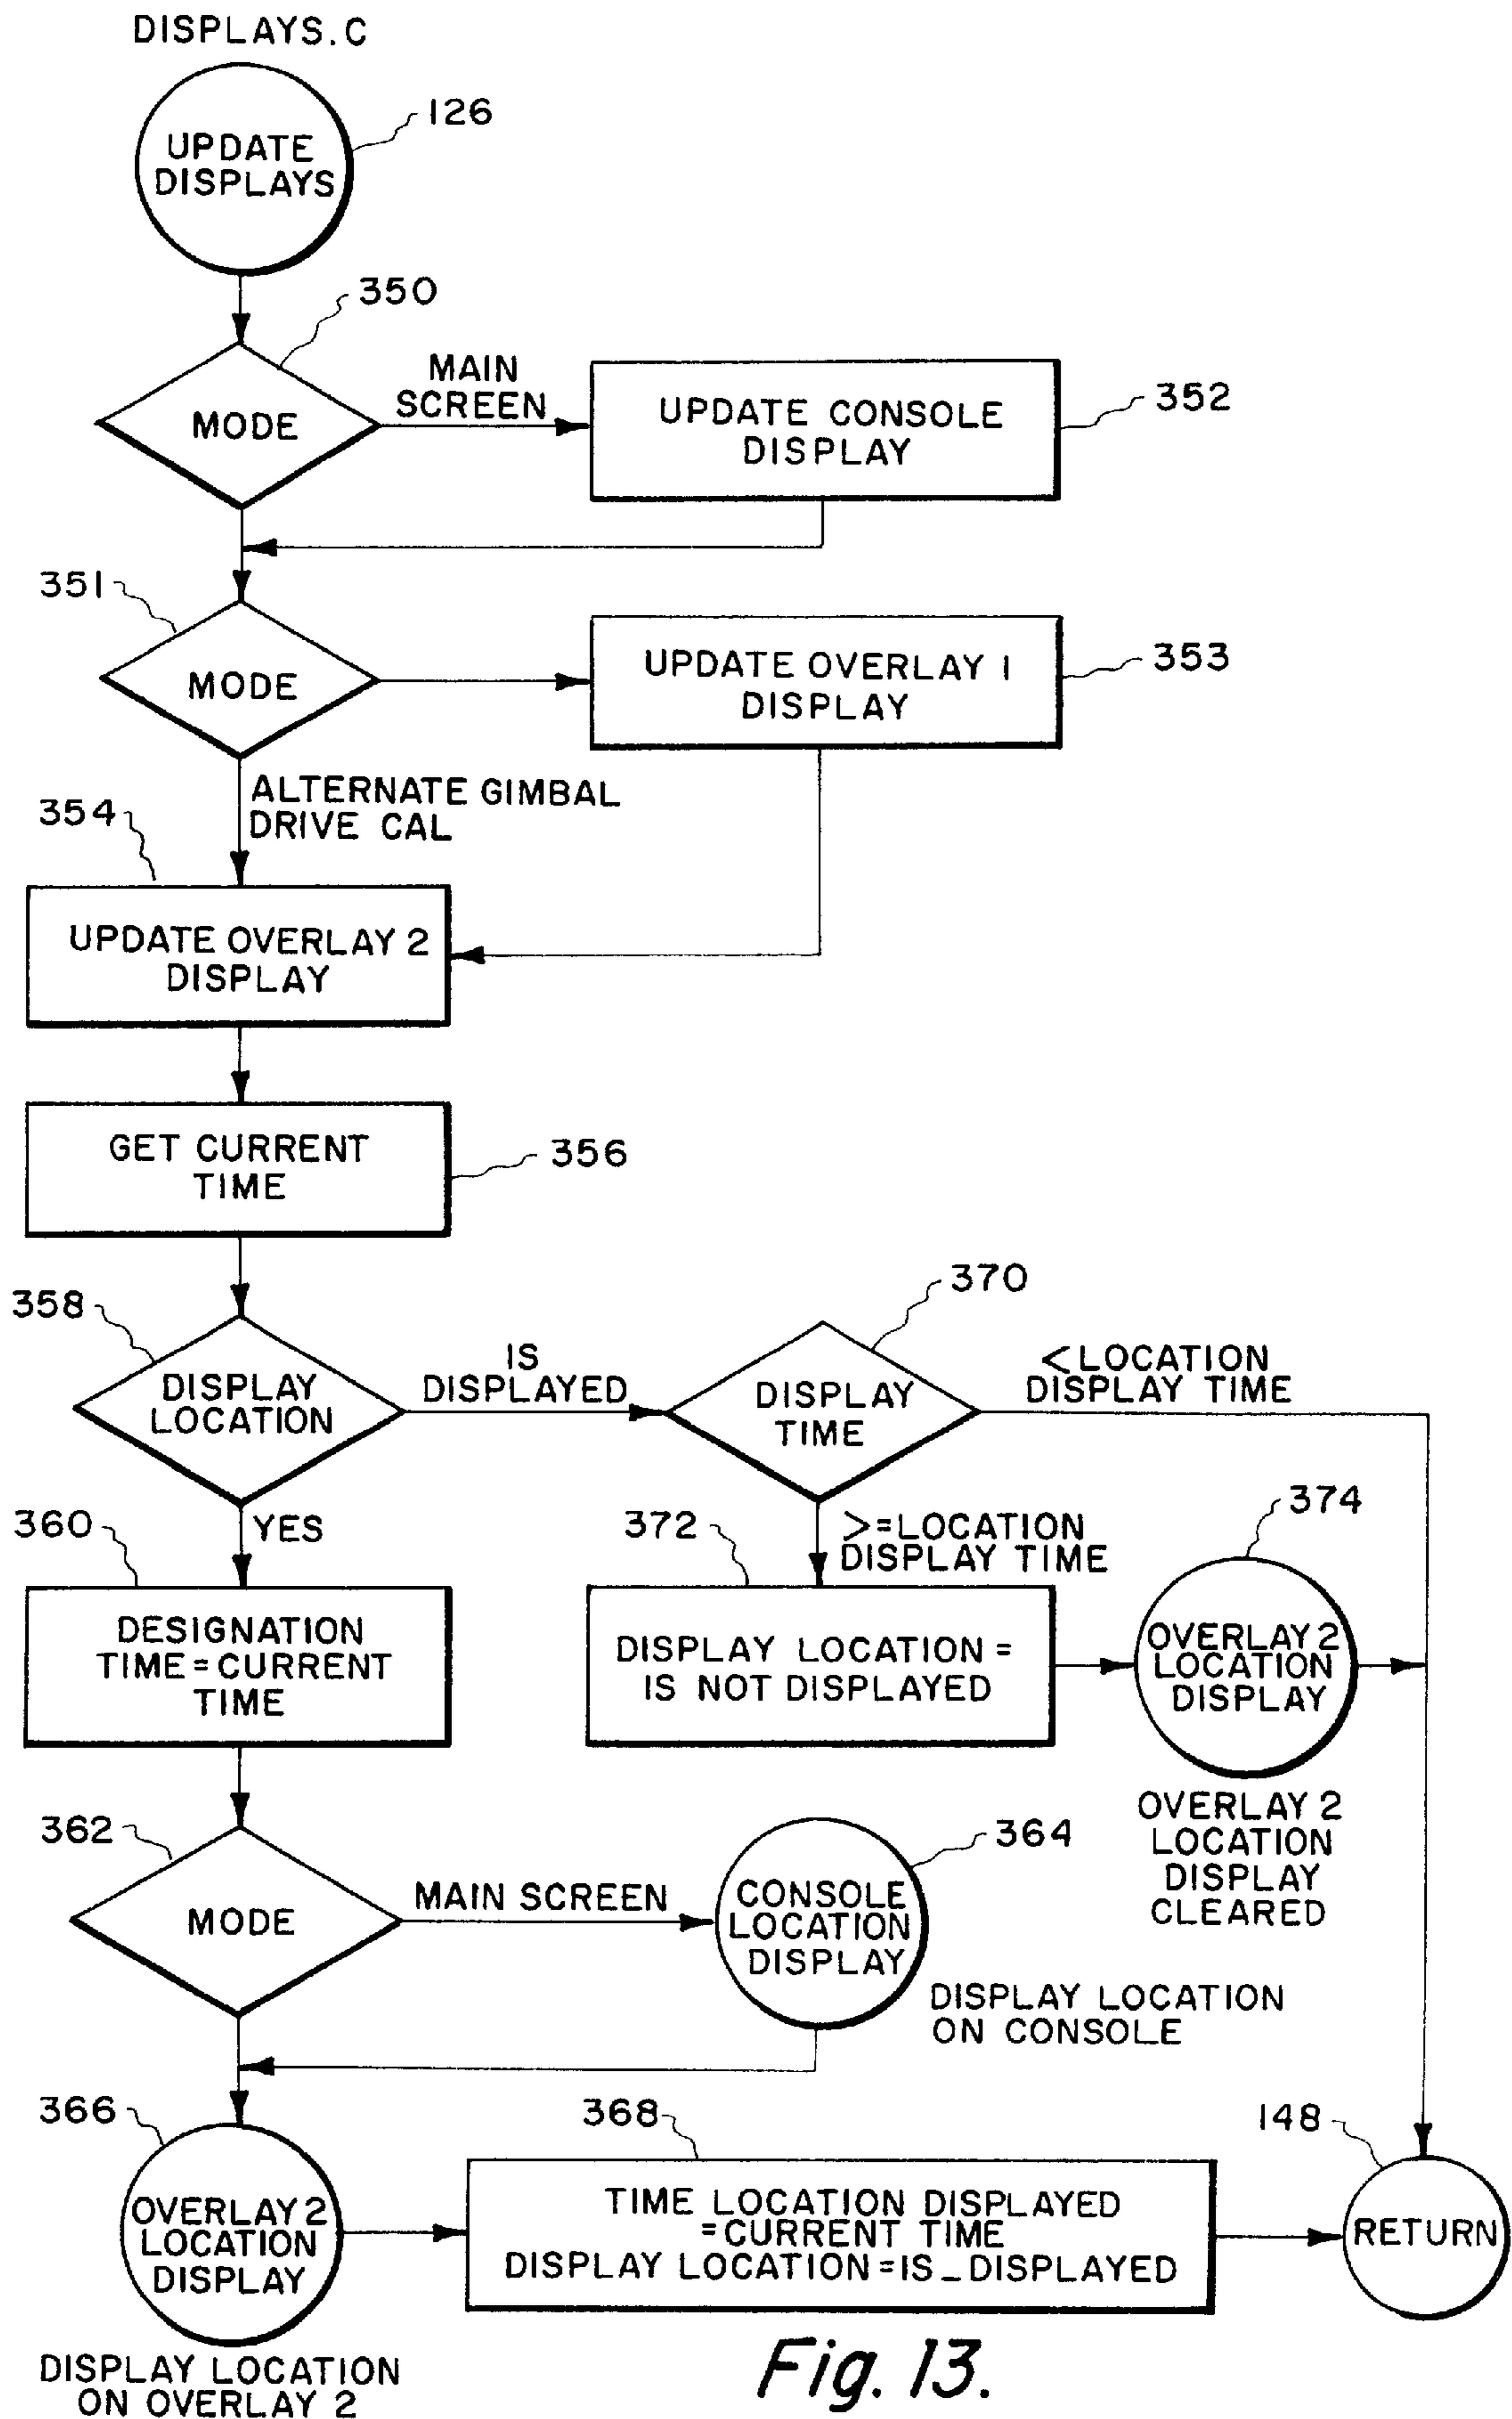 DISPLAYS.C
UPDATE
DISPLAYS
126
350
MODE
MAIN
SCREEN
UPDATE CONSOLE
DISPLAY
352
351
MODE
UPDATE OVERLAY 1
DISPLAY
353
ALTERNATE GIMBAL
DRIVE CAL
354
UPDATE OVERLAY 2
DISPLAY
GET CURRENT
TIME
356
358
DISPLAY
LOCATION
IS
DISPLAYED
370
DISPLAY
TIME
<LOCATION
DISPLAY TIME
YES
360
DESIGNATION
TIME=CURRENT
TIME
>=LOCATION
DISPLAY TIME
372
DISPLAY LOCATION =
IS NOT DISPLAYED
374
OVERLAY 2
LOCATION
DISPLAY
OVERLAY 2
LOCATION
DISPLAY
CLEARED
362
MODE
MAIN SCREEN
364
CONSOLE
LOCATION
DISPLAY
DISPLAY LOCATION
ON CONSOLE
366
OVERLAY 2
LOCATION
DISPLAY
DISPLAY LOCATION
ON OVERLAY 2
368
TIME LOCATION DISPLAYED
=CURRENT TIME
DISPLAY LOCATION=IS_DISPLAYED
148
RETURN
Fig. 13.